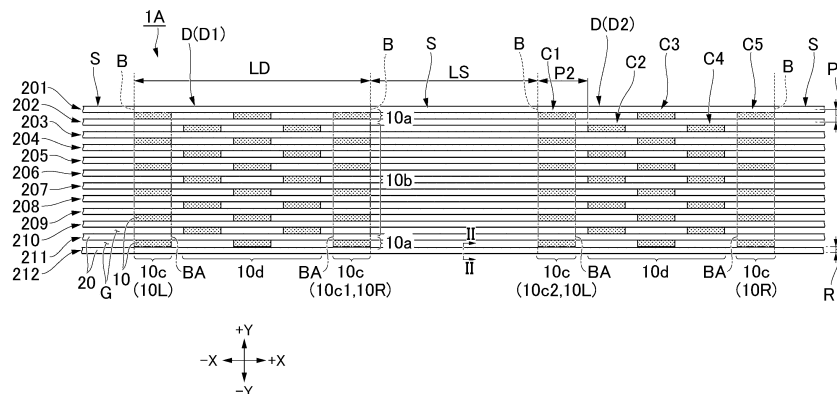 1A
D(D1) S D(D2) S
S B LD B LS B C1 P2 C3 C5 B P
C2 C4
201
202 10a
203
204
205
206
207 10b
208
209
210
211 10a II
212 II
20 G 10 10c BA 10d BA 10c 10c BA 10d BA 10c R
(10L) (10c1,10R) (10c2,10L) (10R)
+Y
-X +X
-Y